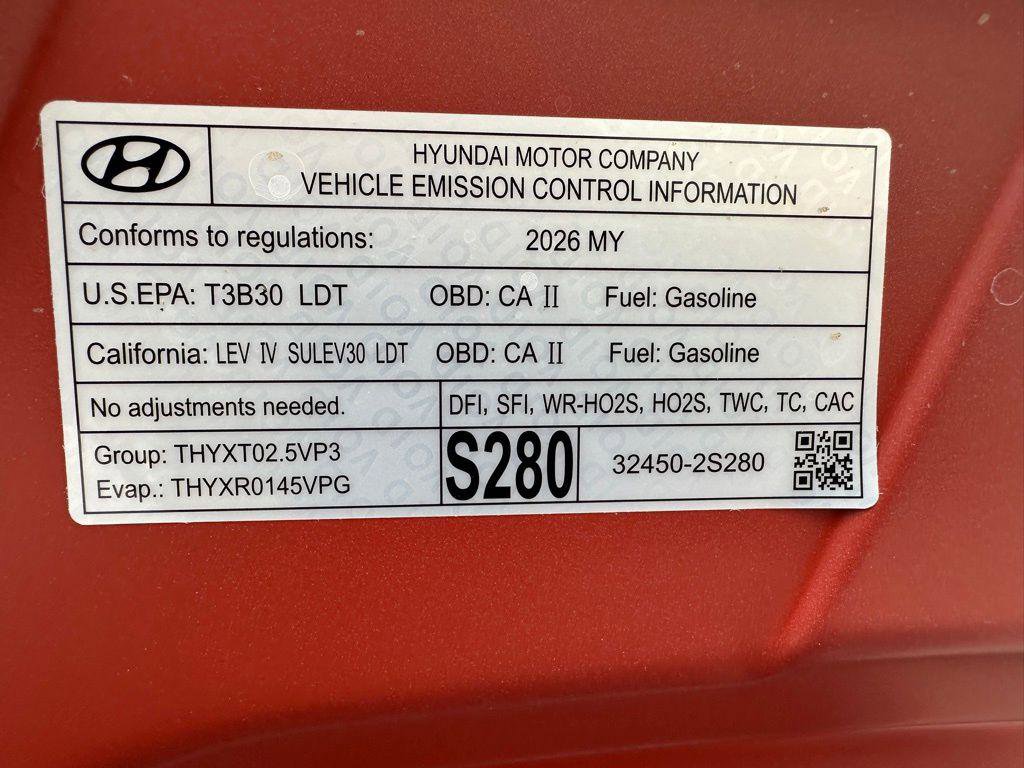 HYUNDAI MOTOR COMPANY
VEHICLE EMISSION CONTROL INFORMATION
Conforms to regulations: 2026 MY
U.S.EPA: T3B30 LDT OBD: CA II Fuel: Gasoline
California: LEV IV SULEV30 LDT OBD: CA II Fuel: Gasoline
No adjustments needed. DFI, SFI, WR-HO2S, HO2S, TWC, TC, CAC
Group: THYXT02.5VP3
Evap.: THYXR0145VPG
S280
32450-2S280